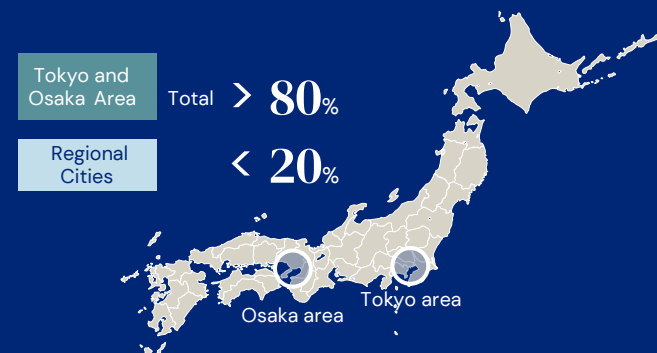 Tokyo and
Osaka Area
Total > 80%
Regional
Cities
< 20%
Tokyo area
Osaka area